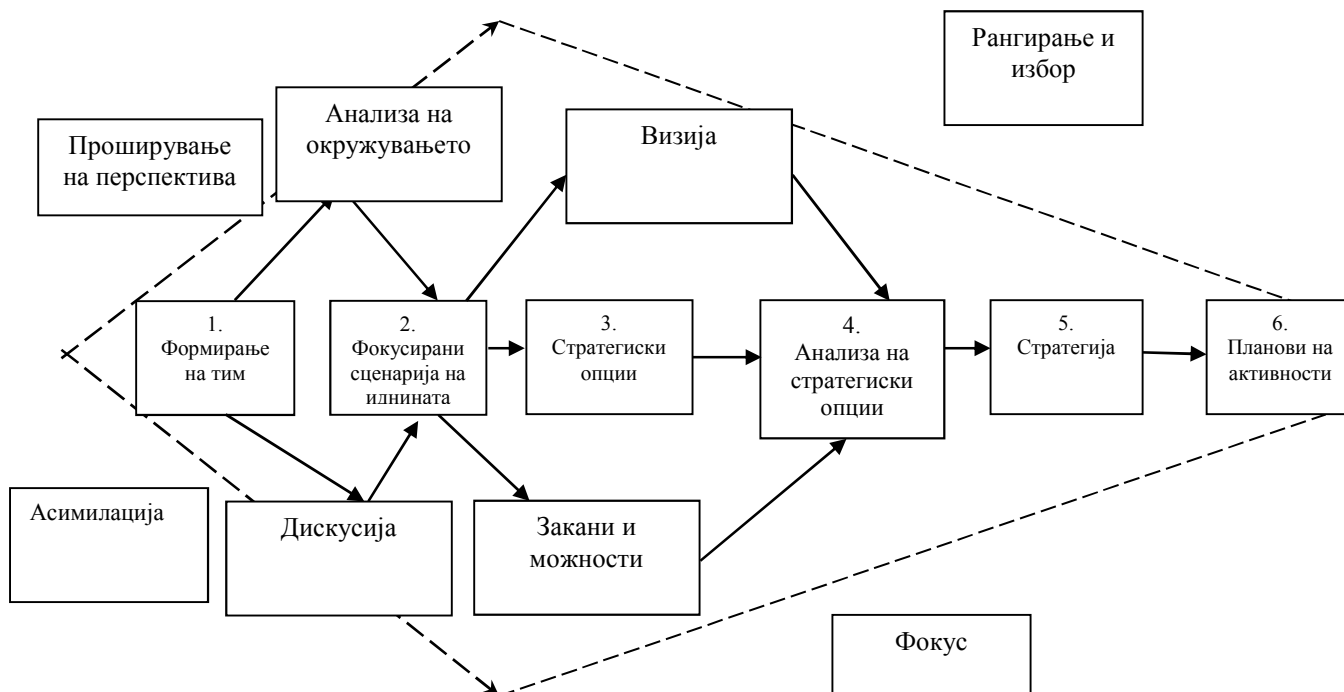 Рангирање и
избор
Анализа на
окружувањето
Проширување
на перспектива
Визија
1.
Формирање
на тим
2.
Фокусирани
сценарија на
иднината
3.
Стратегиски
опции
4.
Анализа на
стратегиски
опции
5.
Стратегија
6.
Планови на
активности
Асимилација
Дискусија
Закани и
можности
Фокус